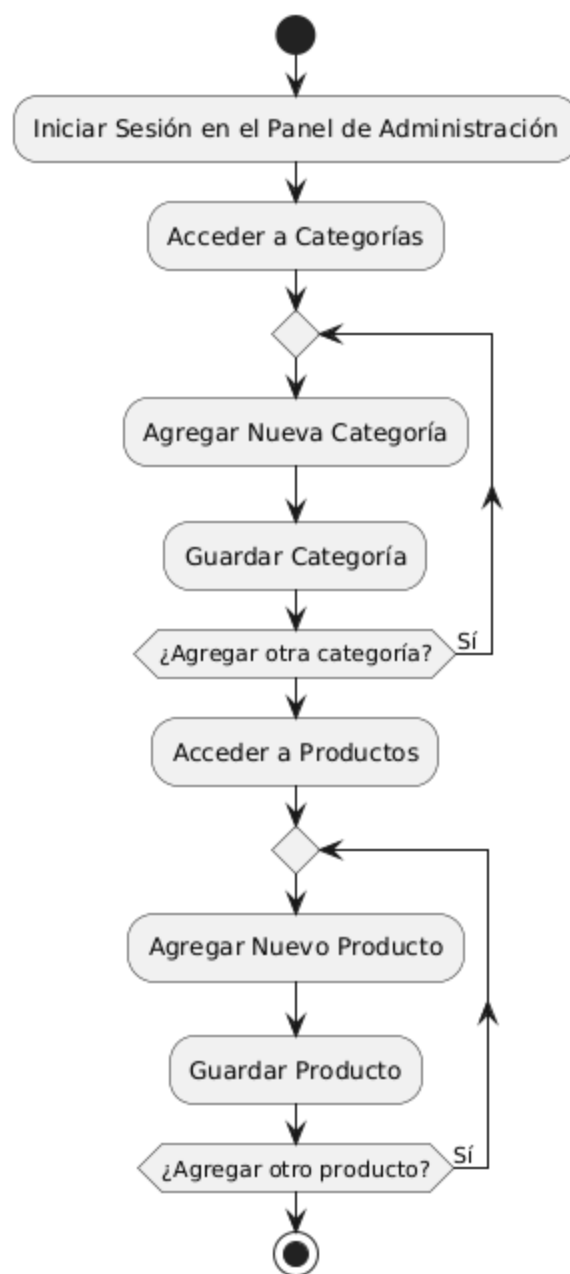 Iniciar Sesión en el Panel de Administración
Acceder a Categorías
Agregar Nueva Categoría
Guardar Categoría
¿Agregar otra categoría?
Sí
Acceder a Productos
Agregar Nuevo Producto
Guardar Producto
¿Agregar otro producto?
Sí